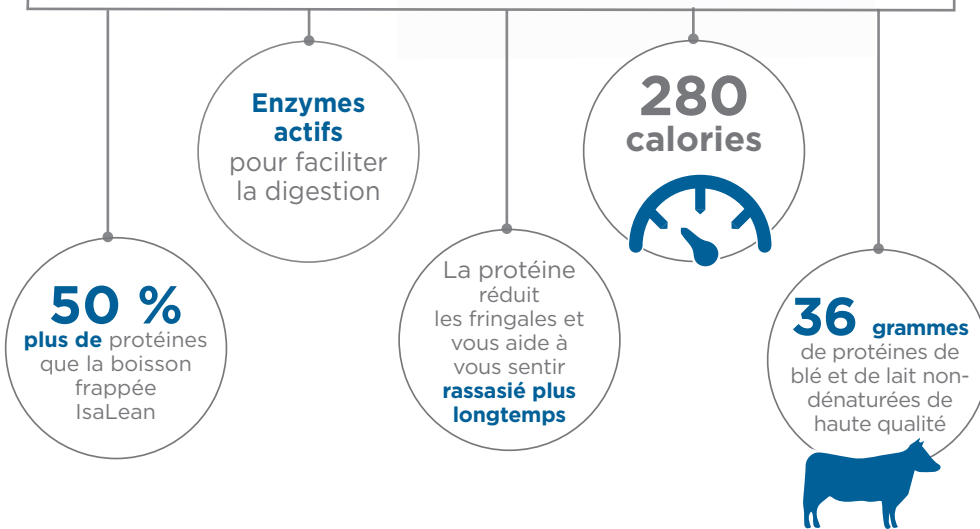 50 %
plus de protéines
que la boisson
frappée
IsaLean
Enzymes
actifs
pour faciliter
la digestion
La protéine
réduit
les fringales et
vous aide à
vous sentir
rassasié plus
longtemps
280
calories
36 grammes
de protéines de
blé et de lait non-
dénaturées de
haute qualité